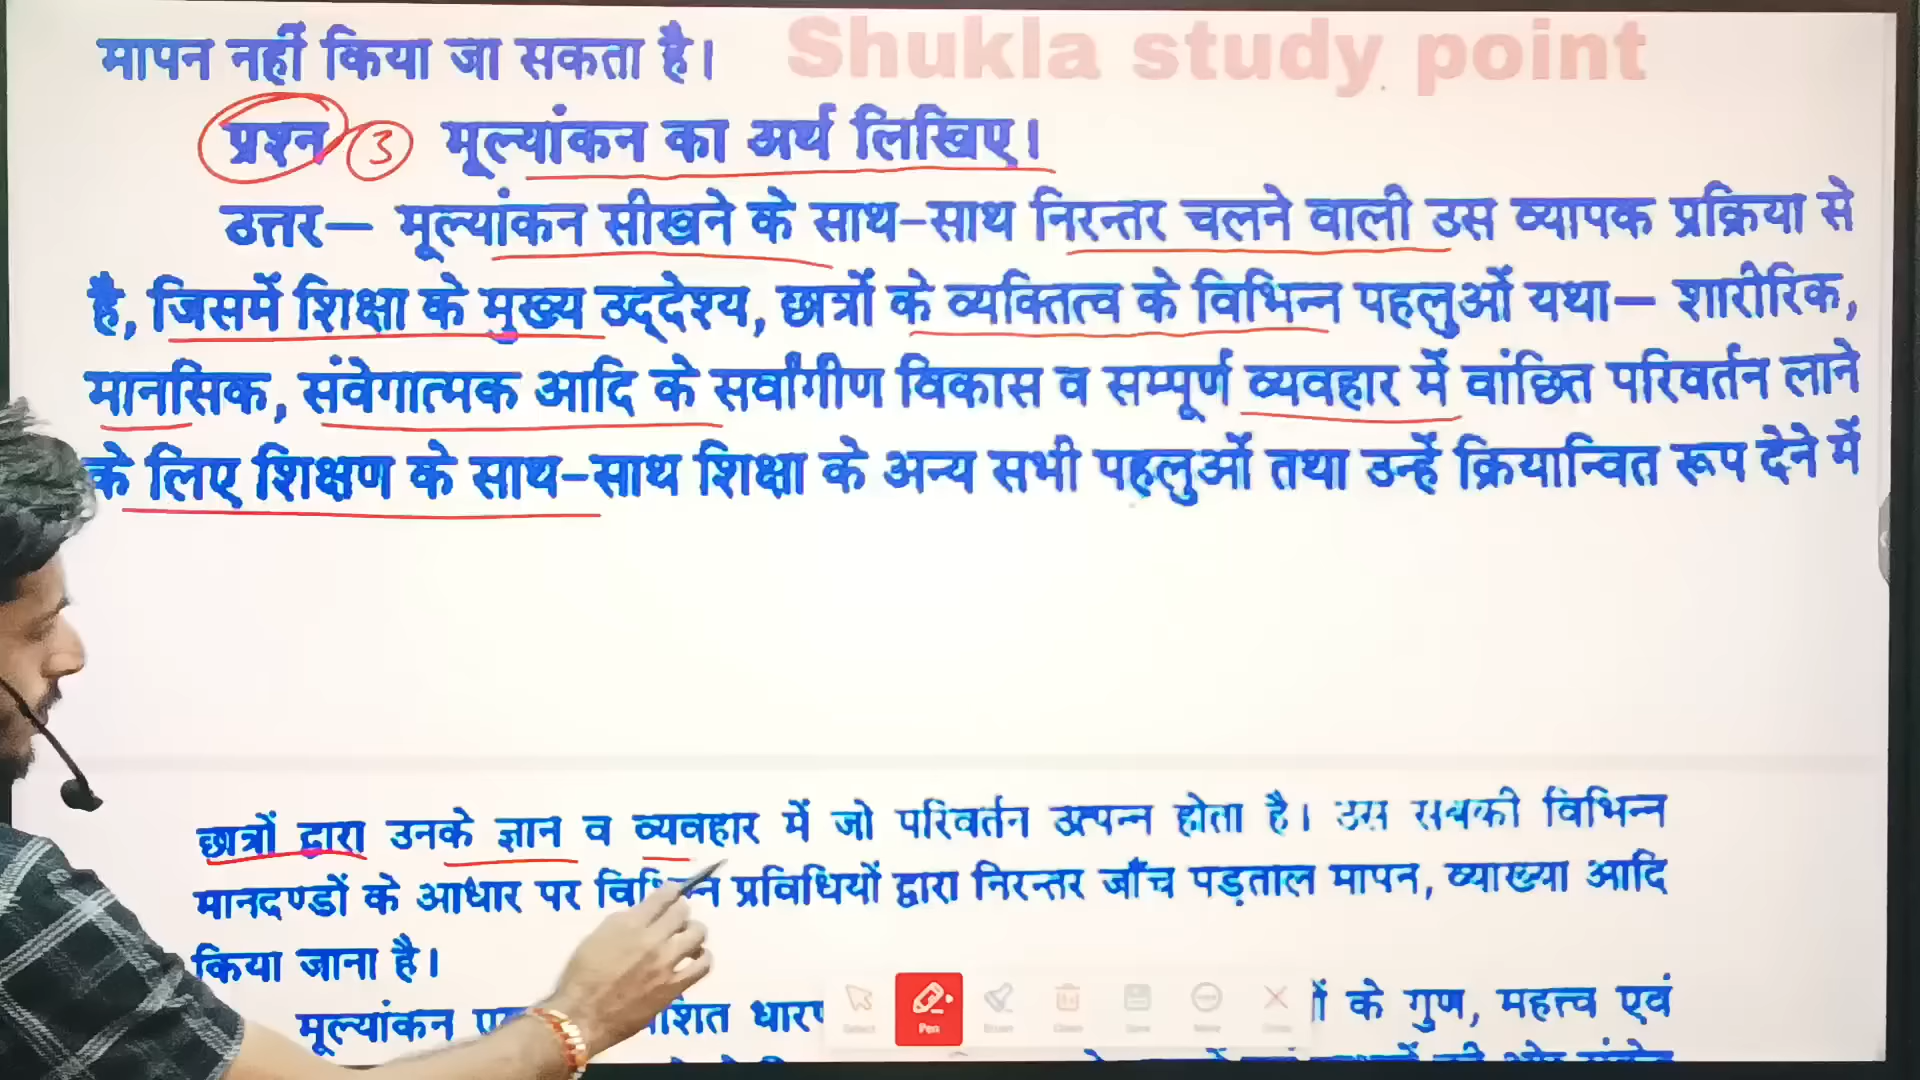 मापन नहीं किया जा सकता है।
Shukla study point
प्रश्न 3 मूल्यांकन का अर्थ लिखिए।
उत्तर— मूल्यांकन सीखने के साथ-साथ निरन्तर चलने वाली उस व्यापक प्रक्रिया से
है, जिसमें शिक्षा के मुख्य उद्देश्य, छात्रों के व्यक्तित्व के विभिन्न पहलुओं यथा— शारीरिक,
मानसिक, संवेगात्मक आदि के सर्वांगीण विकास व सम्पूर्ण व्यवहार में वांछित परिवर्तन लाने
के लिए शिक्षण के साथ-साथ शिक्षा के अन्य सभी पहलुओं तथा उन्हें क्रियान्वित रूप देने में
छात्रों द्वारा उनके ज्ञान व व्यवहार में जो परिवर्तन उत्पन्न होता है। उस सबकी विभिन्न
मानदण्डों के आधार पर प्रविधियों द्वारा निरन्तर जाँच पड़ताल मापन, व्याख्या आदि
किया जाना है।
मूल्यांकन के गुण, महत्त्व एवं
Select Pen